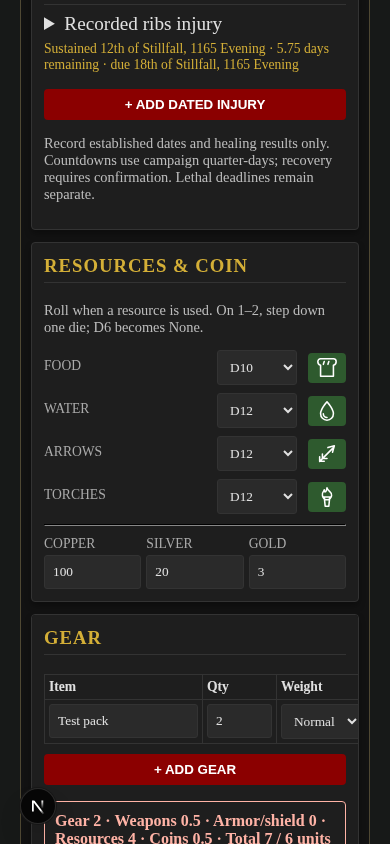 Recorded ribs injury
Sustained 12th of Stillfall, 1165 Evening · 5.75 days
remaining · due 18th of Stillfall, 1165 Evening
+ ADD DATED INJURY
Record established dates and healing results only.
Countdowns use campaign quarter-days; recovery
requires confirmation. Lethal deadlines remain
separate.
RESOURCES & COIN
Roll when a resource is used. On 1–2, step down
one die; D6 becomes None.
FOOD D10
WATER D12
ARROWS D12
TORCHES D12
COPPER SILVER GOLD
100 20 3
GEAR
Item Qty Weight
Test pack 2 Normal
+ ADD GEAR
N
Gear 2 · Weapons 0.5 · Armor/shield 0 ·
Resources 4 · Coins 0.5 · Total 7 / 6 units